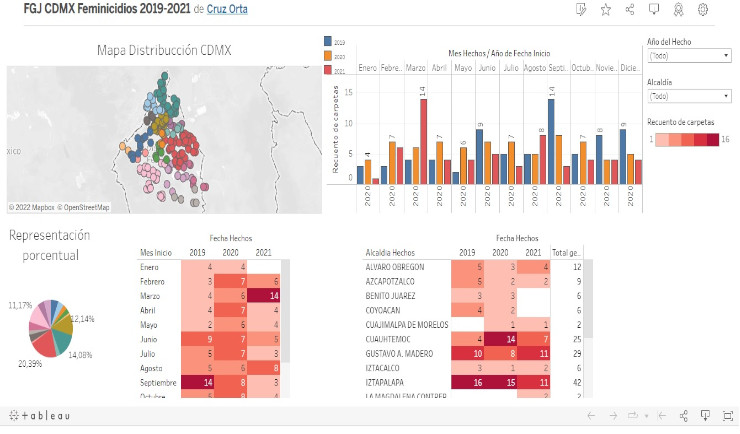 FGJ CDMX Feminicidios 2019-2021 de Cruz Orta
Mapa Distribucción CDMX
XICO
© 2022 Mapbox © OpenStreetMap
2019
2020
2021
Mes Hechos / Año de Fecha Inicio
Enero Febre.. Marzo Abril Mayo Junio Julio Agosto Septi.. Octub.. Novie.. Dicie..
Recuento de carpetas
15
10
5
0
4 7 14 7 6 9 7 8 14 7 8 9
2020 2020 2020 2020 2020 2020 2020 2020 2020 2020 2020 2020
Año del Hecho
(Todo)
Alcaldia
(Todo)
Recuento de carpetas
1 16
Representación
porcentual
11,17%
12,14%
14,08%
20,39%
Fecha Hechos
Mes Inicio 2019 2020 2021
Enero 4 4
Febrero 3 7 6
Marzo 4 6 14
Abril 4 7 4
Mayo 2 6 4
Junio 9 7 5
Julio 5 7 3
Agosto 5 6 8
Septiembre 14 8 3
Octubre 5 8 4
Fecha Hechos
Alcaldia Hechos 2019 2020 2021 Total ge..
ALVARO OBREGON 5 3 4 12
AZCAPOTZALCO 5 2 2 9
BENITO JUAREZ 3 3 6
COYOACAN 4 2 6
CUAJIMALPA DE MORELOS 1 1 2
CUAUHTEMOC 4 14 7 25
GUSTAVO A. MADERO 10 8 11 29
IZTACALCO 3 1 2 6
IZTAPALAPA 16 15 11 42
LA MAGDALENA CONTRER.. 2 2
+ableau